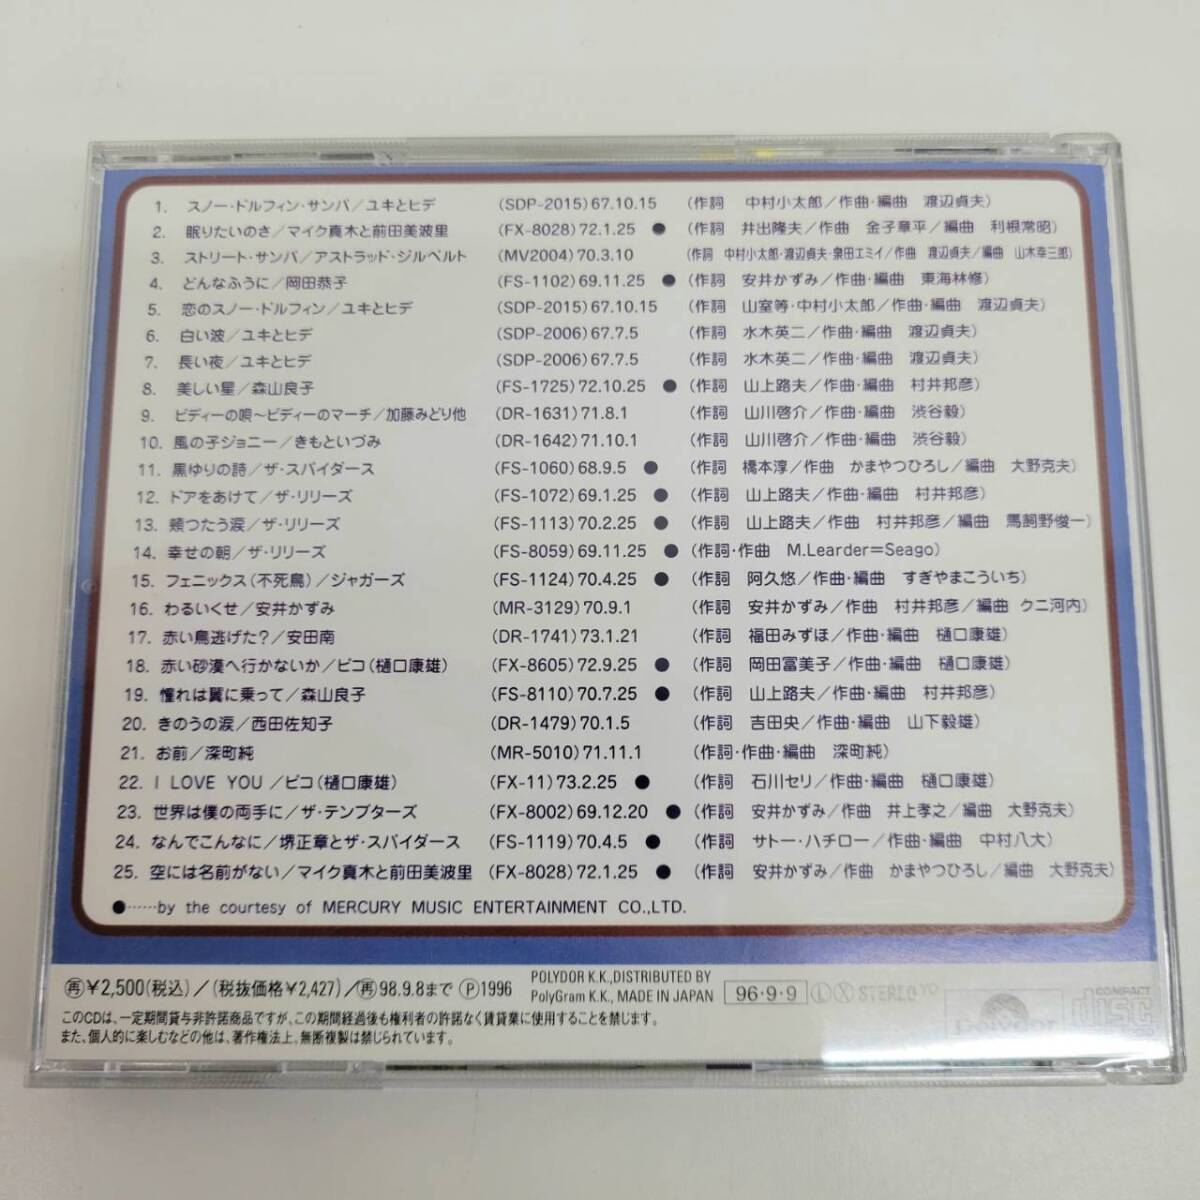 1. スノー・ドルフィン・サンバ／ユキとヒデ (SDP-2015)67.10.15 (作詞 中村小太郎／作曲・編曲 渡辺貞夫)
2. 眠りたいのさ／マイク真木と前田美波里 (FX-8028)72.1.25 ● (作詞 井出隆夫／作曲 金子章平／編曲 利根常昭)
3. ストリート・サンバ／アストラッド・ジルベルト (MV2004)70.3.10 (作詞 中村小太郎・渡辺貞夫・泉田エミイ／作曲 渡辺貞夫／編曲 山木幸三郎)
4. どんなふうに／岡田恭子 (FS-1102)69.11.25 ● (作詞 安井かずみ／作曲・編曲 東海林修)
5. 恋のスノー・ドルフィン／ユキとヒデ (SDP-2015)67.10.15 (作詞 山室等・中村小太郎／作曲・編曲 渡辺貞夫)
6. 白い波／ユキとヒデ (SDP-2006)67.7.5 (作詞 水木英二／作曲・編曲 渡辺貞夫)
7. 長い夜／ユキとヒデ (SDP-2006)67.7.5 (作詞 水木英二／作曲・編曲 渡辺貞夫)
8. 美しい星／森山良子 (FS-1725)72.10.25 ● (作詞 山上路夫／作曲・編曲 村井邦彦)
9. ビディーの唄～ビディーのマーチ／加藤みどり他 (DR-1631)71.8.1 (作詞 山川啓介／作曲・編曲 渋谷毅)
10. 風の子ジョニー／きもといづみ (DR-1642)71.10.1 (作詞 山川啓介／作曲・編曲 渋谷毅)
11. 黒ゆりの詩／ザ・スパイダース (FS-1060)68.9.5 ● (作詞 橋本淳／作曲 かまやつひろし／編曲 大野克夫)
12. ドアをあけて／ザ・リリーズ (FS-1072)69.1.25 ● (作詞 山上路夫／作曲・編曲 村井邦彦)
13. 頬つたう涙／ザ・リリーズ (FS-1113)70.2.25 ● (作詞 山上路夫／作曲 村井邦彦／編曲 馬飼野俊一)
14. 幸せの朝／ザ・リリーズ (FS-8059)69.11.25 ● (作詞・作曲 M.Learder=Seago)
15. フェニックス(不死鳥)／ジャガーズ (FS-1124)70.4.25 ● (作詞 阿久悠／作曲・編曲 すぎやまこういち)
16. わるいくせ／安井かずみ (MR-3129)70.9.1 (作詞 安井かずみ／作曲 村井邦彦／編曲 クニ河内)
17. 赤い鳥逃げた?／安田南 (DR-1741)73.1.21 (作詞 福田みずほ／作曲・編曲 樋口康雄)
18. 赤い砂漠へ行かないか／ピコ(樋口康雄) (FX-8605)72.9.25 ● (作詞 岡田冨美子／作曲・編曲 樋口康雄)
19. 憧れは翼に乗って／森山良子 (FS-8110)70.7.25 ● (作詞 山上路夫／作曲・編曲 村井邦彦)
20. きのうの涙／西田佐知子 (DR-1479)70.1.5 (作詞 吉田央／作曲・編曲 山下毅雄)
21. お前／深町純 (MR-5010)71.11.1 (作詞・作曲・編曲 深町純)
22. I LOVE YOU／ピコ(樋口康雄) (FX-11)73.2.25 ● (作詞 石川セリ／作曲・編曲 樋口康雄)
23. 世界は僕の両手に／ザ・テンプターズ (FX-8002)69.12.20 ● (作詞 安井かずみ／作曲 井上孝之／編曲 大野克夫)
24. なんでこんなに／堺正章とザ・スパイダース (FS-1119)70.4.5 ● (作詞 サトー・ハチロー／作曲・編曲 中村八大)
25. 空には名前がない／マイク真木と前田美波里 (FX-8028)72.1.25 ● (作詞 安井かずみ／作曲 かまやつひろし／編曲 大野克夫)
●……by the courtesy of MERCURY MUSIC ENTERTAINMENT CO.,LTD.
㊢¥2,500(税込)／(税抜価格¥2,427)／㊢98.9.8まで Ⓟ1996
POLYDOR K.K.,DISTRIBUTED BY
PolyGram K.K., MADE IN JAPAN 96・9・9 Ⓛ Ⓧ STEREO
このCDは、一定期間貸与非許諾商品ですが、この期間経過後も権利者の許諾なく賃貸業に使用することを禁じます。
また、個人的に楽しむなどの他は、著作権法上、無断複製は禁じられています。
Polydor
COMPACT
disc